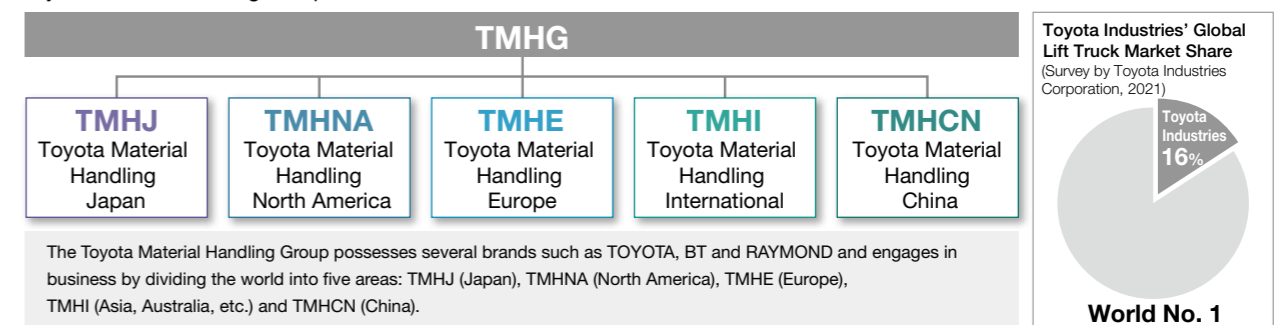 TMHG
TMHJ
Toyota Material
Handling
Japan
TMHNA
Toyota Material
Handling
North America
TMHE
Toyota Material
Handling
Europe
TMHI
Toyota Material
Handling
International
TMHCN
Toyota Material
Handling
China
The Toyota Material Handling Group possesses several brands such as TOYOTA, BT and RAYMOND and engages in
business by dividing the world into five areas: TMHJ (Japan), TMHNA (North America), TMHE (Europe),
TMHI (Asia, Australia, etc.) and TMHCN (China).
Toyota Industries’ Global
Lift Truck Market Share
(Survey by Toyota Industries
Corporation, 2021)
Toyota
Industries
16%
World No. 1